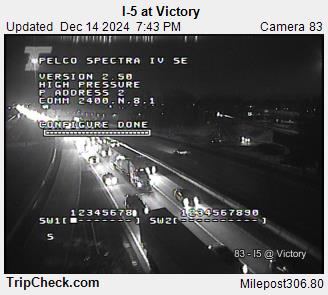 I-5 at Victory
Updated Dec 14 2024 7:43 PM Camera 83
PELCO SPECTRA IV SE
VERSION 2.50
HIGH PRESSURE
P ADDRESS 2
COMM 2400.N.8.1
CONFIGURE DONE
12345678 1234567890
SW1[ ] SW2[ ]
S
83 - I5 @ Victory
TripCheck.com Milepost306.80